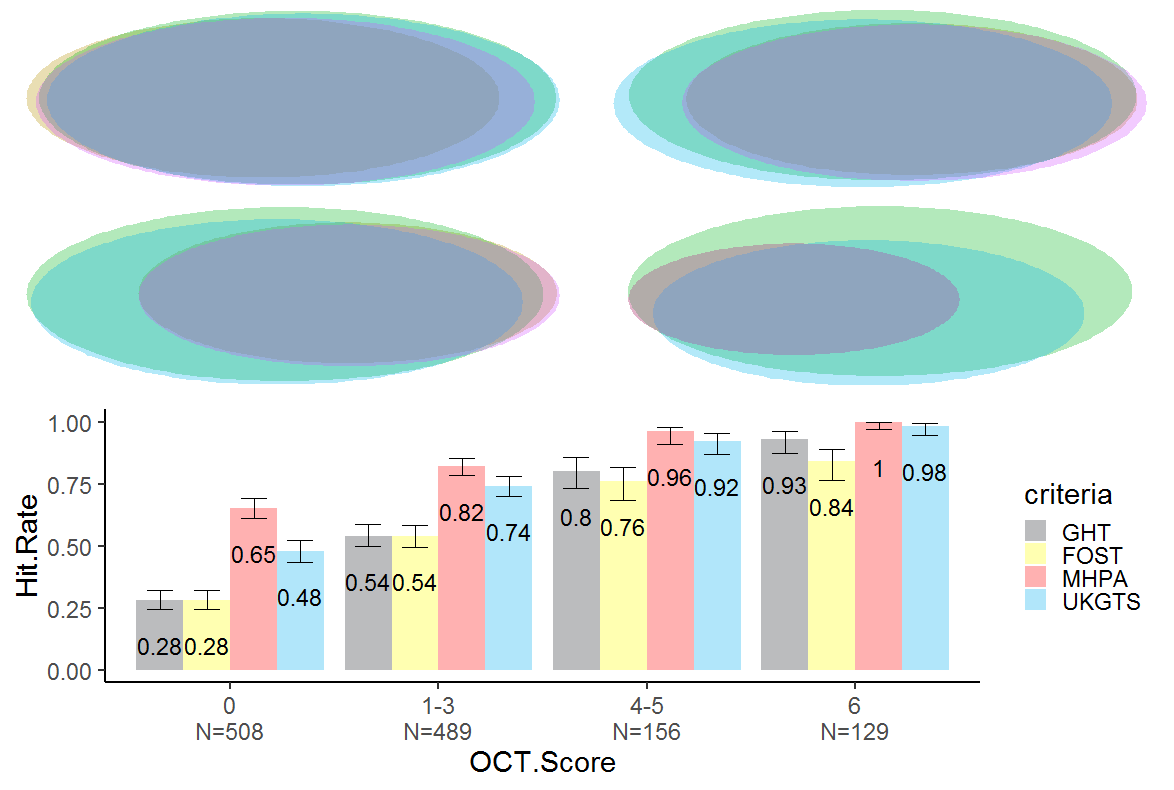 1.00
0.75
0.50
0.25
0.00
Hit.Rate
0.28 0.28 0.65 0.48
0.54 0.54 0.82 0.74
0.8 0.76 0.96 0.92
0.93 0.84 1 0.98
0 1-3 4-5 6
N=508 N=489 N=156 N=129
OCT.Score
criteria
GHT
FOST
MHPA
UKGTS